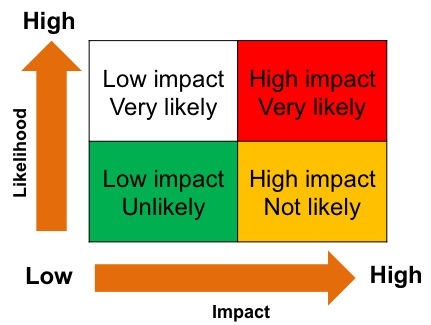 High
Low impact
Very likely
High impact
Very likely
Likelihood
Low impact
Unlikely
High impact
Not likely
Low
High
Impact